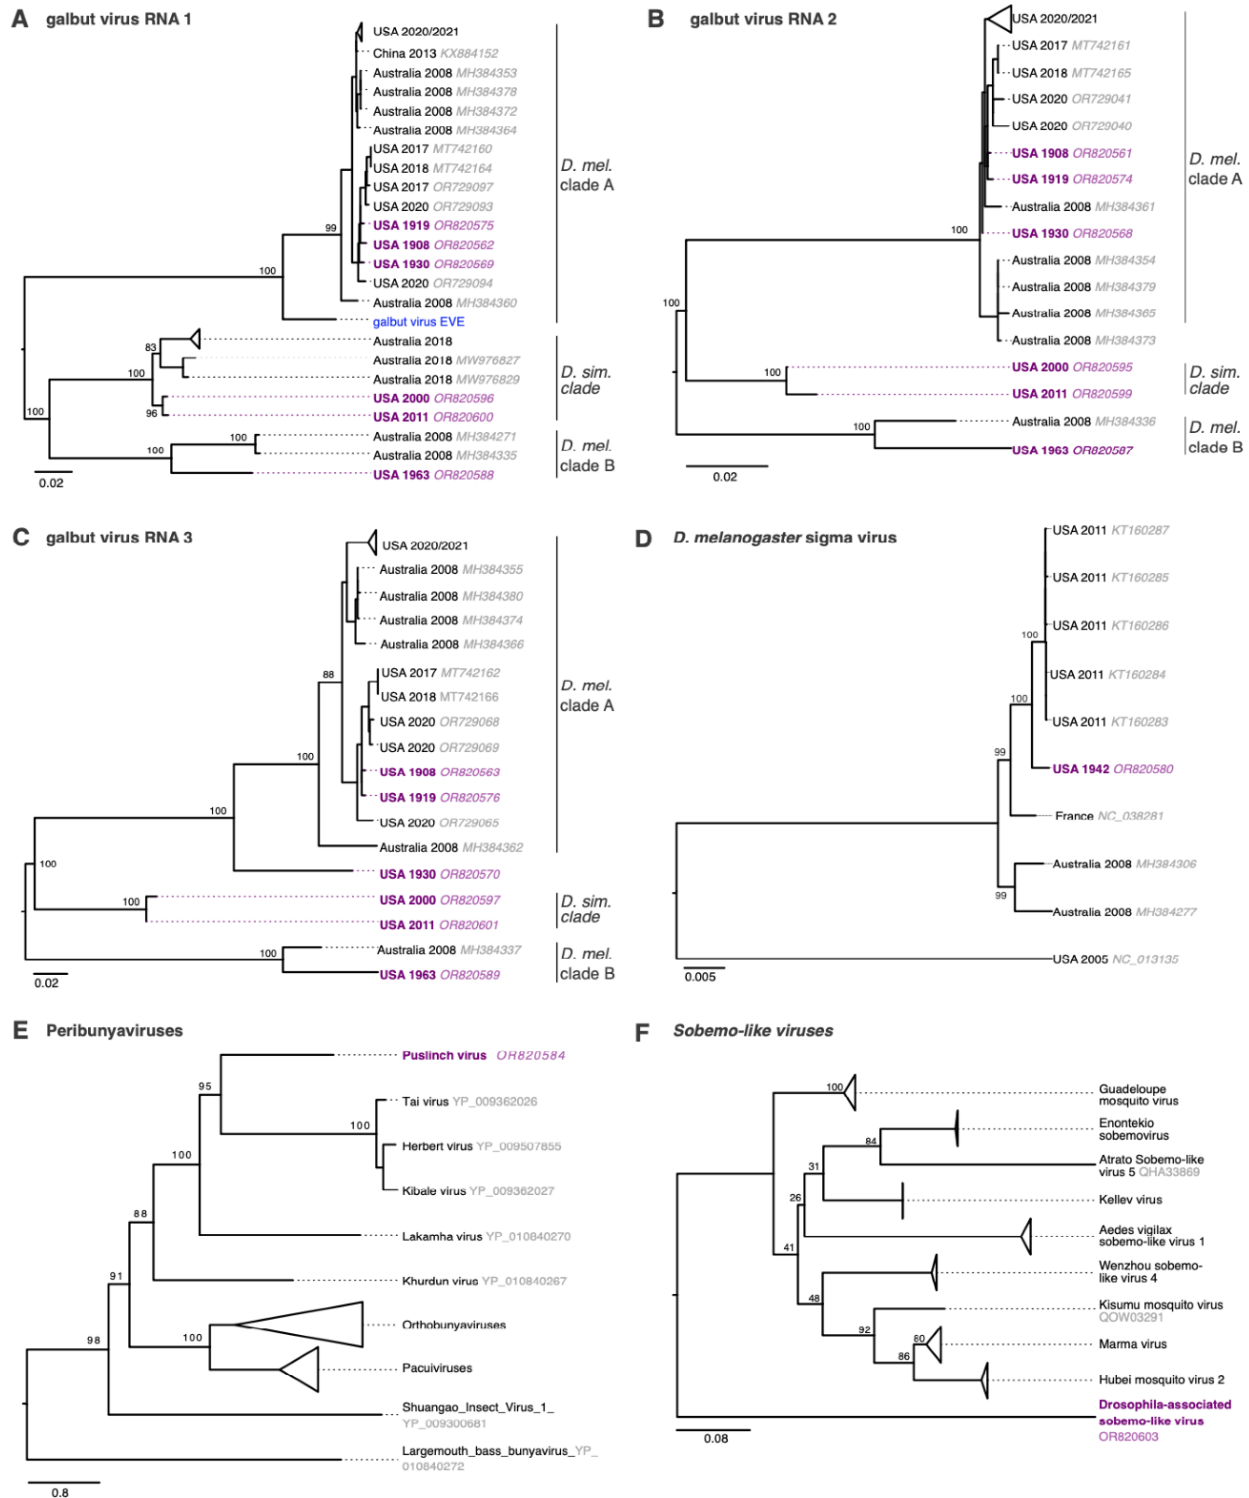 A galbut virus RNA 1
USA 2020/2021
China 2013 KX884152
Australia 2008 MH384353
Australia 2008 MH384378
Australia 2008 MH384372
Australia 2008 MH384364
USA 2017 MT742160
USA 2018 MT742164
USA 2017 OR729097
USA 2020 OR729093
USA 1919 OR820575
USA 1908 OR820562
USA 1930 OR820569
USA 2020 OR729094
Australia 2008 MH384360
galbut virus EVE
Australia 2018
Australia 2018 MW976827
Australia 2018 MW976829
USA 2000 OR820596
USA 2011 OR820600
Australia 2008 MH384271
Australia 2008 MH384335
USA 1963 OR820588
D. mel.
clade A
D. sim.
clade
D. mel.
clade B
99
100
83
100
96
100
100
100
0.02
B galbut virus RNA 2
USA 2020/2021
USA 2017 MT742161
USA 2018 MT742165
USA 2020 OR729041
USA 2020 OR729040
USA 1908 OR820561
USA 1919 OR820574
Australia 2008 MH384361
USA 1930 OR820568
Australia 2008 MH384354
Australia 2008 MH384379
Australia 2008 MH384365
Australia 2008 MH384373
USA 2000 OR820595
USA 2011 OR820599
Australia 2008 MH384336
USA 1963 OR820587
D. mel.
clade A
D. sim.
clade
D. mel.
clade B
100
100
100
100
0.02
C galbut virus RNA 3
USA 2020/2021
Australia 2008 MH384355
Australia 2008 MH384380
Australia 2008 MH384374
Australia 2008 MH384366
USA 2017 MT742162
USA 2018 MT742166
USA 2020 OR729068
USA 2020 OR729069
USA 1908 OR820563
USA 1919 OR820576
USA 2020 OR729065
Australia 2008 MH384362
USA 1930 OR820570
USA 2000 OR820597
USA 2011 OR820601
Australia 2008 MH384337
USA 1963 OR820589
D. mel.
clade A
D. sim.
clade
D. mel.
clade B
88
100
100
100
100
100
0.02
D D. melanogaster sigma virus
USA 2011 KT160287
USA 2011 KT160285
USA 2011 KT160286
USA 2011 KT160284
USA 2011 KT160283
USA 1942 OR820580
France NC_038281
Australia 2008 MH384306
Australia 2008 MH384277
USA 2005 NC_013135
100
100
99
99
0.005
E Peribunyaviruses
Puslinch virus OR820584
Tai virus YP_009362026
Herbert virus YP_009507855
Kibale virus YP_009362027
Lakamha virus YP_010840270
Khurdun virus YP_010840267
Orthobunyaviruses
Pacuiviruses
Shuangao_Insect_Virus_1_
YP_009300681
Largemouth_bass_bunyavirus_YP_
010840272
95
100
100
88
91
100
98
0.8
F Sobemo-like viruses
Guadeloupe
mosquito virus
Enontekio
sobemovirus
Atrato Sobemo-like
virus 5 QHA33869
Kellev virus
Aedes vigilax
sobemo-like virus 1
Wenzhou sobemo-
like virus 4
Kisumu mosquito virus
QOW03291
Marma virus
Hubei mosquito virus 2
Drosophila-associated
sobemo-like virus
OR820603
100
84
31
26
41
48
92
80
86
0.08